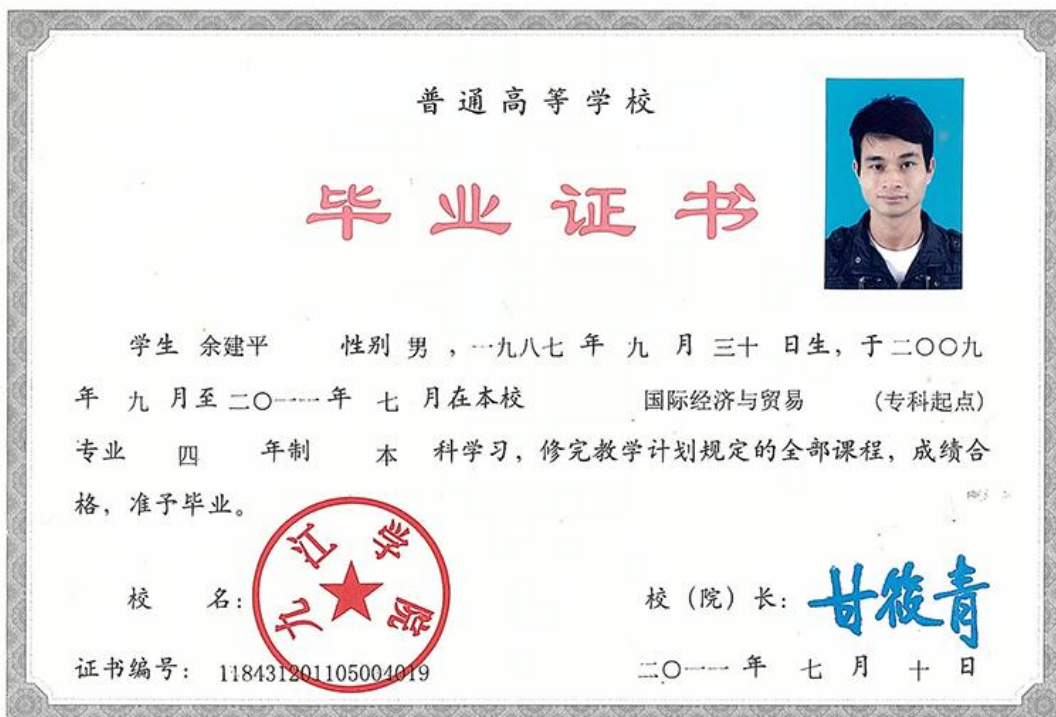 普通高等学校
毕业证书
学生 余建平 性别 男 , 一九八七 年 九 月 三十 日生, 于二〇〇九
年 九 月至二〇一一年 七 月在本校 国际经济与贸易 (专科起点)
专业 四 年制 本 科学习, 修完教学计划规定的全部课程, 成绩合
格, 准予毕业。
九江学院
校 名: 校 (院) 长: 甘筱青
证书编号: 118431201105004019 二〇一一 年 七 月 十 日